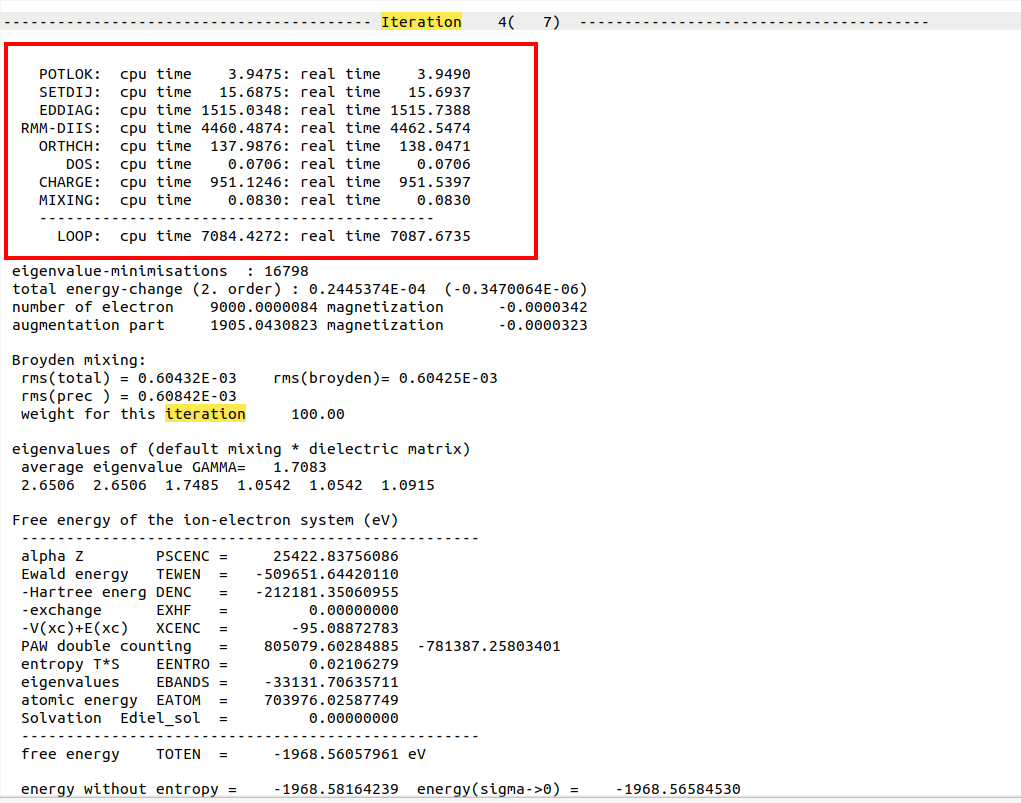 ---------------------------------------- Iteration    4(   7)  ---------------------------------------
POTLOK:  cpu time    3.9475: real time    3.9490
SETDIJ:  cpu time   15.6875: real time   15.6937
EDDIAG:  cpu time 1515.0348: real time 1515.7388
RMM-DIIS:  cpu time 4460.4874: real time 4462.5474
ORTHCH:  cpu time  137.9876: real time  138.0471
DOS:  cpu time    0.0706: real time    0.0706
CHARGE:  cpu time  951.1246: real time  951.5397
MIXING:  cpu time    0.0830: real time    0.0830
--------------------------------------------
LOOP:  cpu time 7084.4272: real time 7087.6735
eigenvalue-minimisations  : 16798
total energy-change (2. order) : 0.2445374E-04  (-0.3470064E-06)
number of electron    9000.0000084 magnetization      -0.0000342
augmentation part     1905.0430823 magnetization      -0.0000323
Broyden mixing:
rms(total) = 0.60432E-03    rms(broyden)= 0.60425E-03
rms(prec ) = 0.60842E-03
weight for this iteration     100.00
eigenvalues of (default mixing * dielectric matrix)
average eigenvalue GAMMA=   1.7083
2.6506  2.6506  1.7485  1.0542  1.0542  1.0915
Free energy of the ion-electron system (eV)
---------------------------------------------------
alpha Z        PSCENC =     25422.83756086
Ewald energy   TEWEN  =   -509651.64420110
-Hartree energ DENC   =   -212181.35060955
-exchange      EXHF   =         0.00000000
-V(xc)+E(xc)   XCENC  =       -95.08872783
PAW double counting   =    805079.60284885  -781387.25803401
entropy T*S    EENTRO =         0.02106279
eigenvalues    EBANDS =    -33131.70635711
atomic energy  EATOM  =    703976.02587749
Solvation  Ediel_sol  =         0.00000000
---------------------------------------------------
free energy    TOTEN  =     -1968.56057961 eV
energy without entropy =    -1968.58164239  energy(sigma->0) =    -1968.56584530